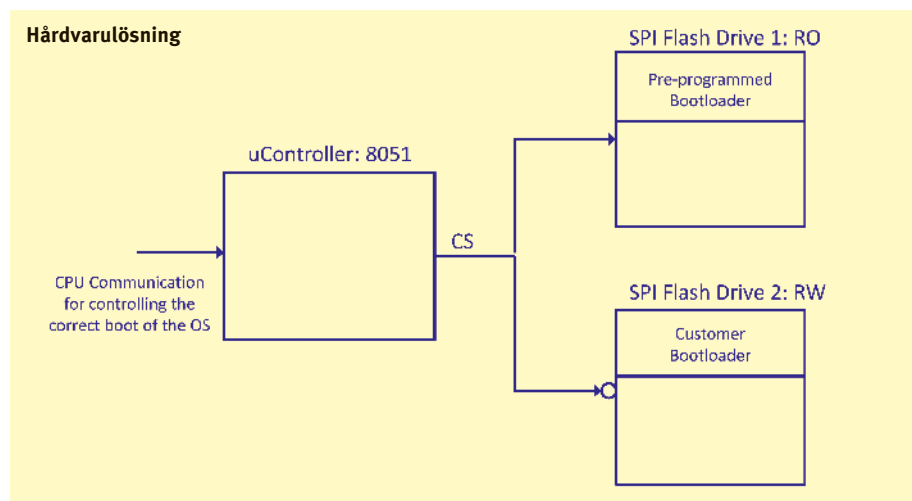 Hårdvarulösning
SPI Flash Drive 1: RO
Pre-programmed
Bootloader
uController: 8051
CS
CPU Communication
for controlling the
correct boot of the OS
SPI Flash Drive 2: RW
Customer
Bootloader